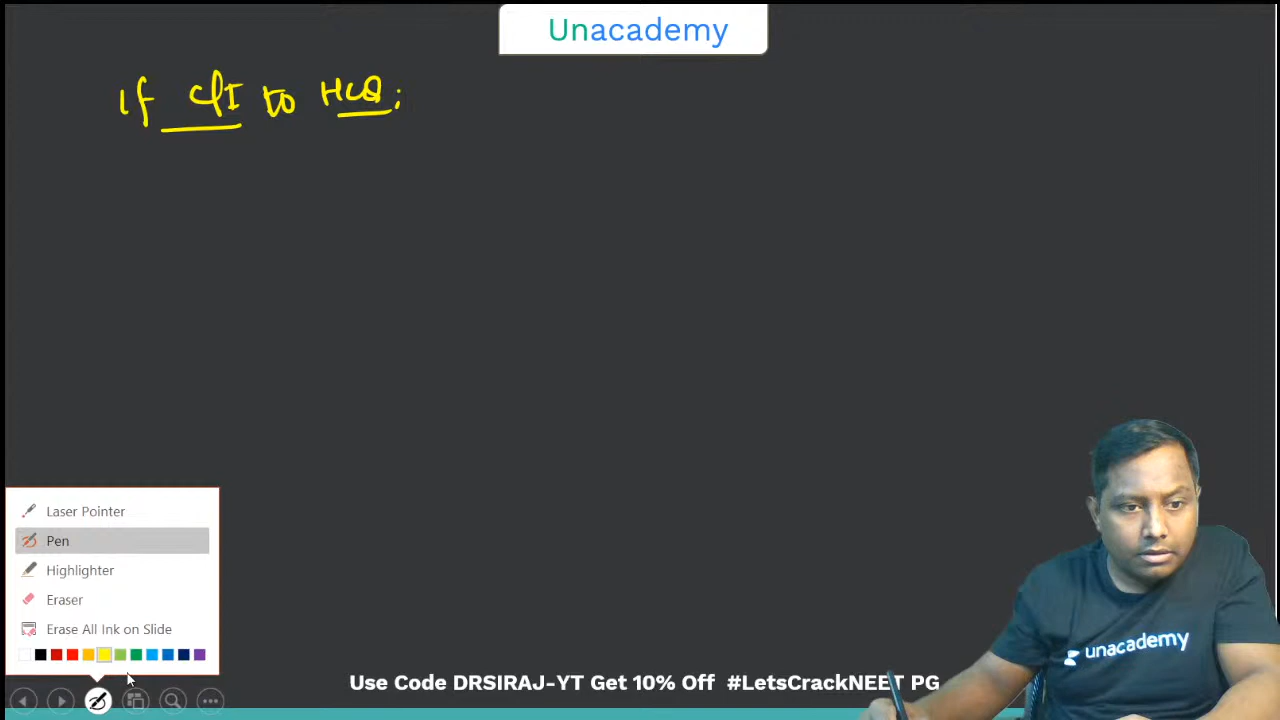 Unacademy
If C/I to HCQ:
Laser Pointer
Pen
Highlighter
Eraser
Erase All Ink on Slide
unacademy
Use Code DRSIRAJ-YT Get 10% Off #LetsCrackNEET PG